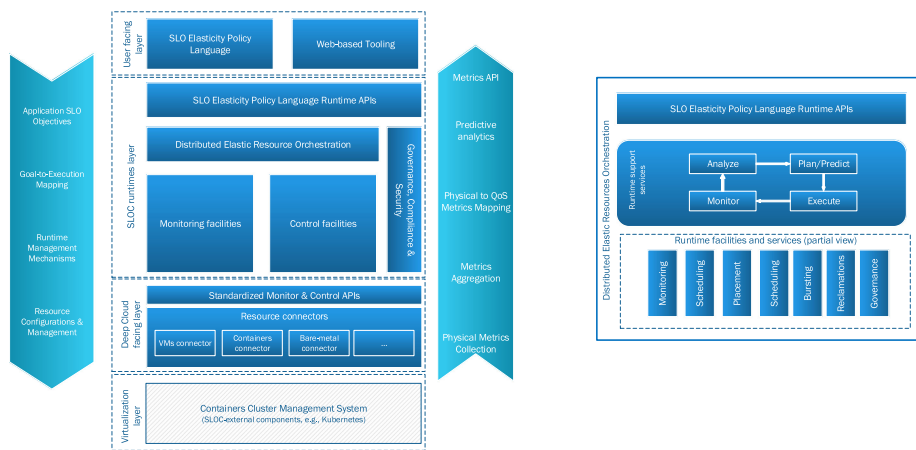 Application SLO
Objectives
Goal-to-Execution
Mapping
Runtime
Management
Mechanisms
Resource
Configurations &
Management
User facing
layer
SLO Elasticity Policy
Language
Web-based Tooling
SLOC runtimes layer
SLO Elasticity Policy Language Runtime APIs
Distributed Elastic Resource Orchestration
Governance, Compliance &
Security
Monitoring facilities
Control facilities
Deep Cloud
facing layer
Standardized Monitor & Control APIs
Resource connectors
VMs connector
Containers
connector
Bare-metal
connector
...
Virtualization
layer
Containers Cluster Management System
(SLOC-external components, e.g., Kubernetes)
Metrics API
Predictive
analytics
Physical to QoS
Metrics Mapping
Metrics
Aggregation
Physical Metrics
Collection
Distributed Elastic Resources Orchestration
SLO Elasticity Policy Language Runtime APIs
Runtime support
services
Analyze
Plan/Predict
Monitor
Execute
Runtime facilities and services (partial view)
Monitoring
Scheduling
Placement
Scheduling
Bursting
Reclamations
Governance